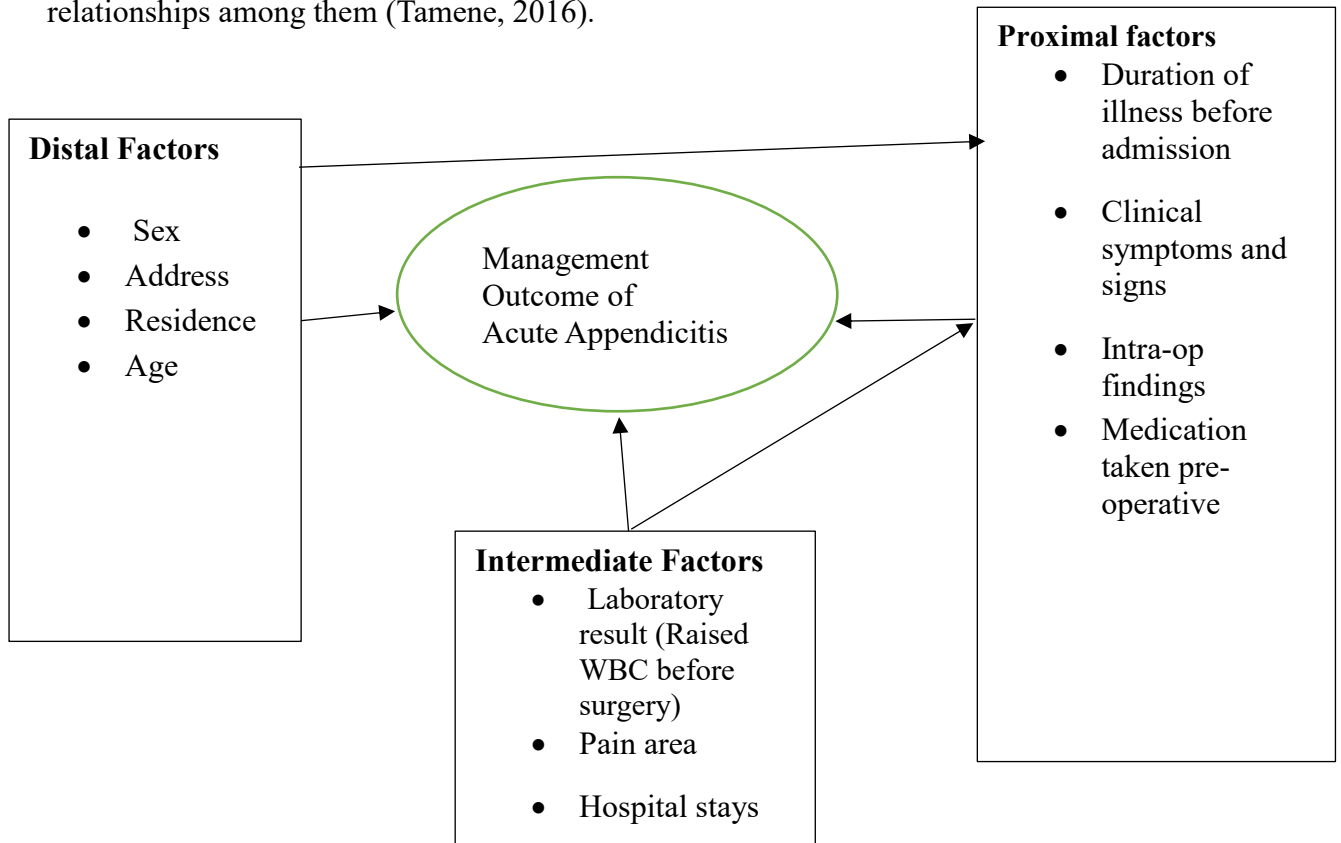 relationships among them (Tamene, 2016).
Distal Factors
● Sex
● Address
● Residence
● Age
Management
Outcome of
Acute Appendicitis
Proximal factors
● Duration of
illness before
admission
● Clinical
symptoms and
signs
● Intra-op
findings
● Medication
taken pre-
operative
Intermediate Factors
● Laboratory
result (Raised
WBC before
surgery)
● Pain area
● Hospital stays